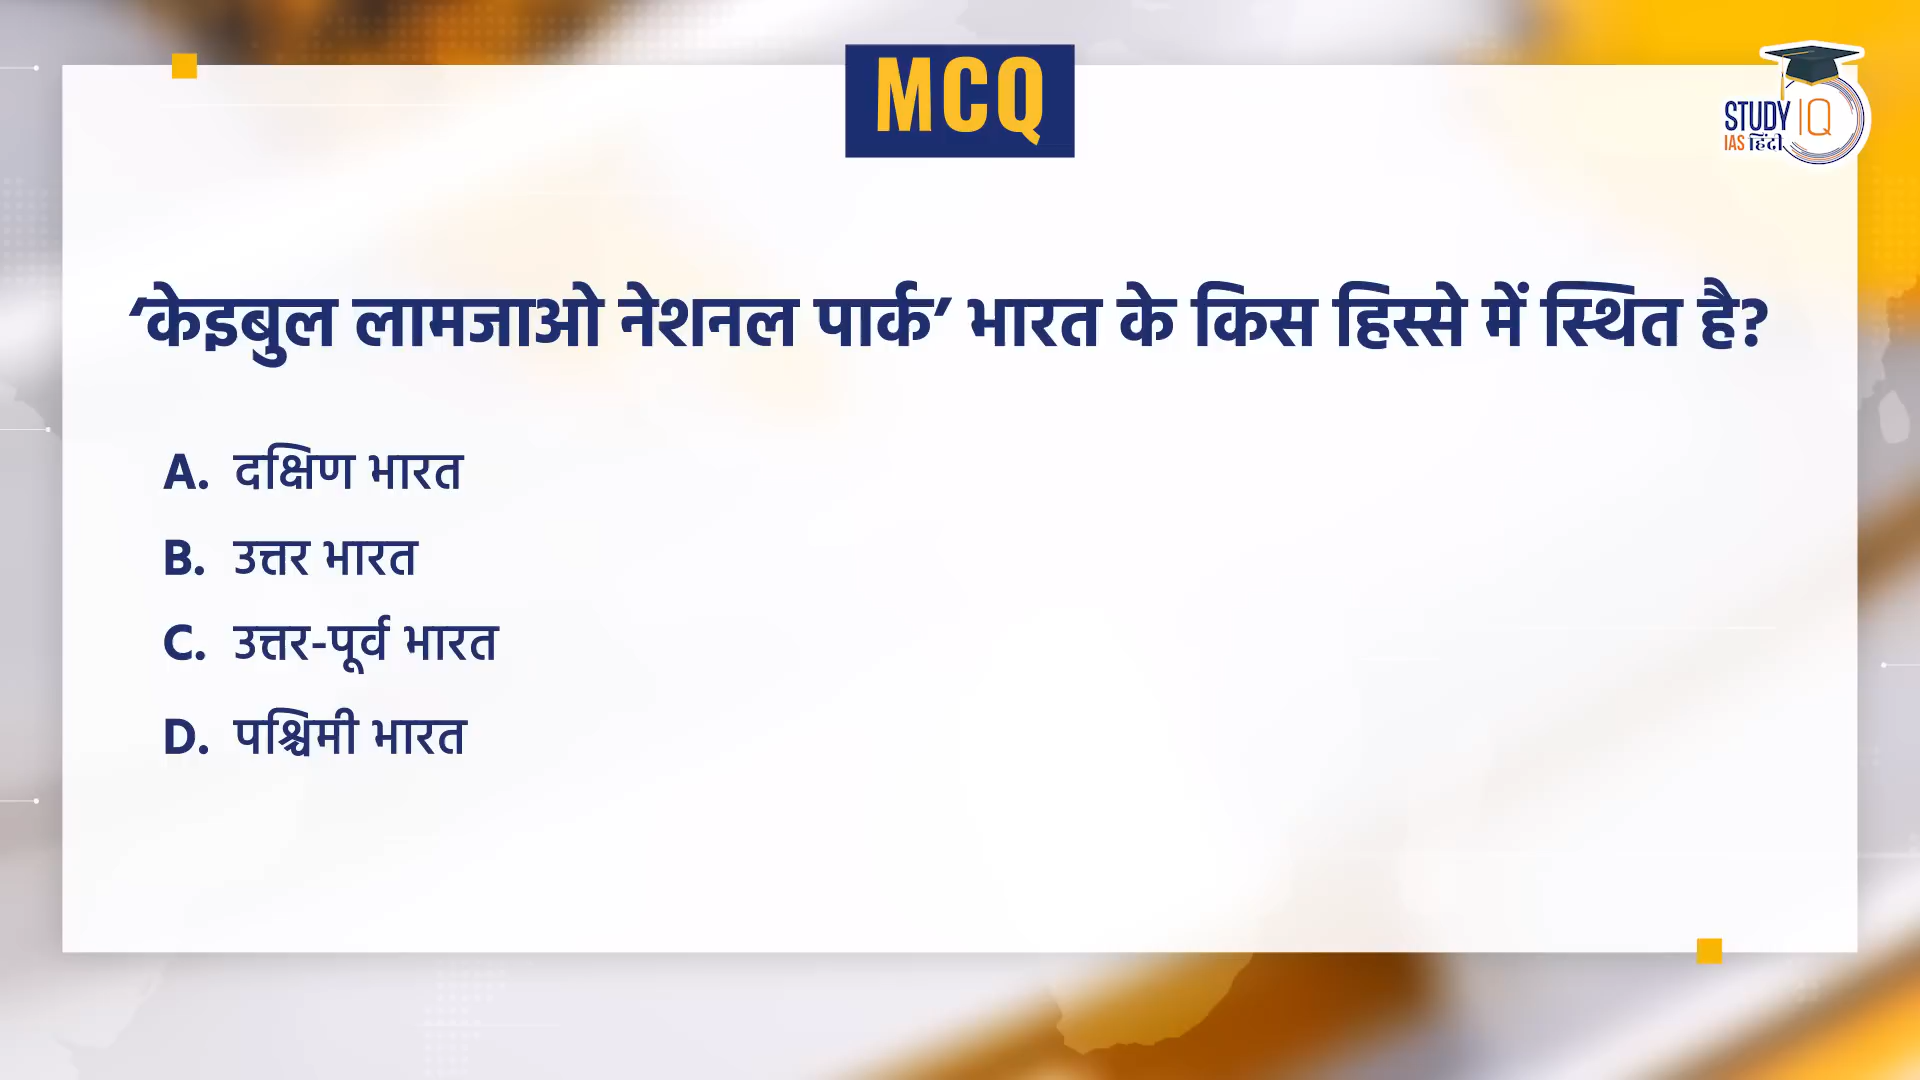 MCQ
STUDY IQ
IAS हिंदी
‘केइबुल लामजाओ नेशनल पार्क’ भारत के किस हिस्से में स्थित है?
A. दक्षिण भारत
B. उत्तर भारत
C. उत्तर-पूर्व भारत
D. पश्चिमी भारत